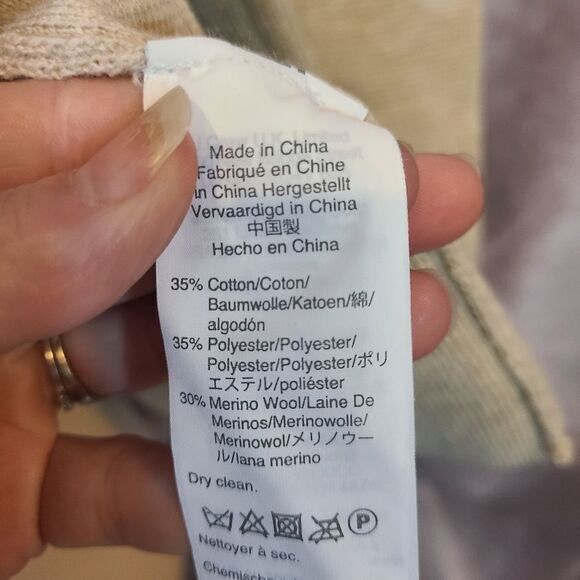 Made in China
Fabriqué en Chine
in China Hergestellt
Vervaardigd in China
中国製
Hecho en China
35% Cotton/Coton/
Baumwolle/Katoen/綿/
algodón
35% Polyester/Polyester/
Polyester/Polyester/ポリ
エステル/poliéster
30% Merino Wool/Laine De
Merinos/Merinowolle/
Merinowol/メリノウー
ル/lana merino
Dry clean.
P
Nettoyer à sec.
Chemische